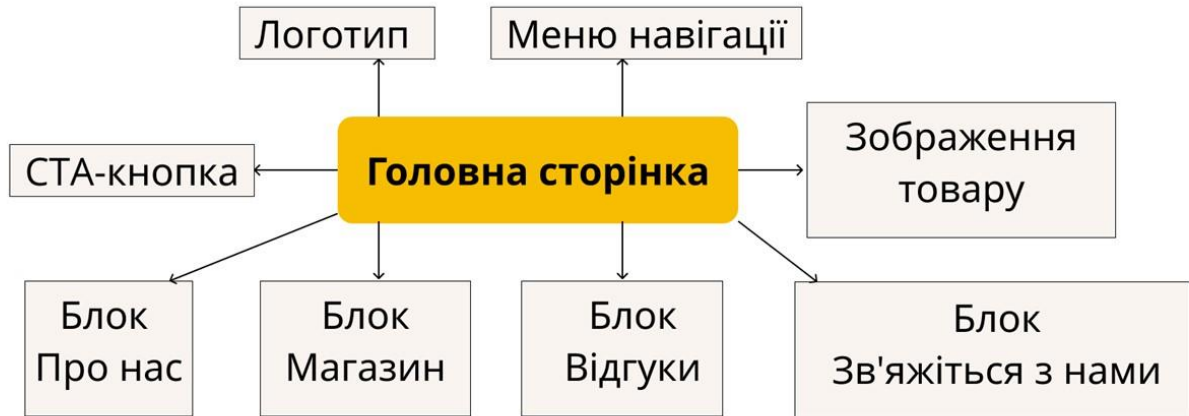 Логотип
Меню навігації
СТА-кнопка
Головна сторінка
Зображення
товару
Блок
Про нас
Блок
Магазин
Блок
Відгуки
Блок
Зв'яжіться з нами